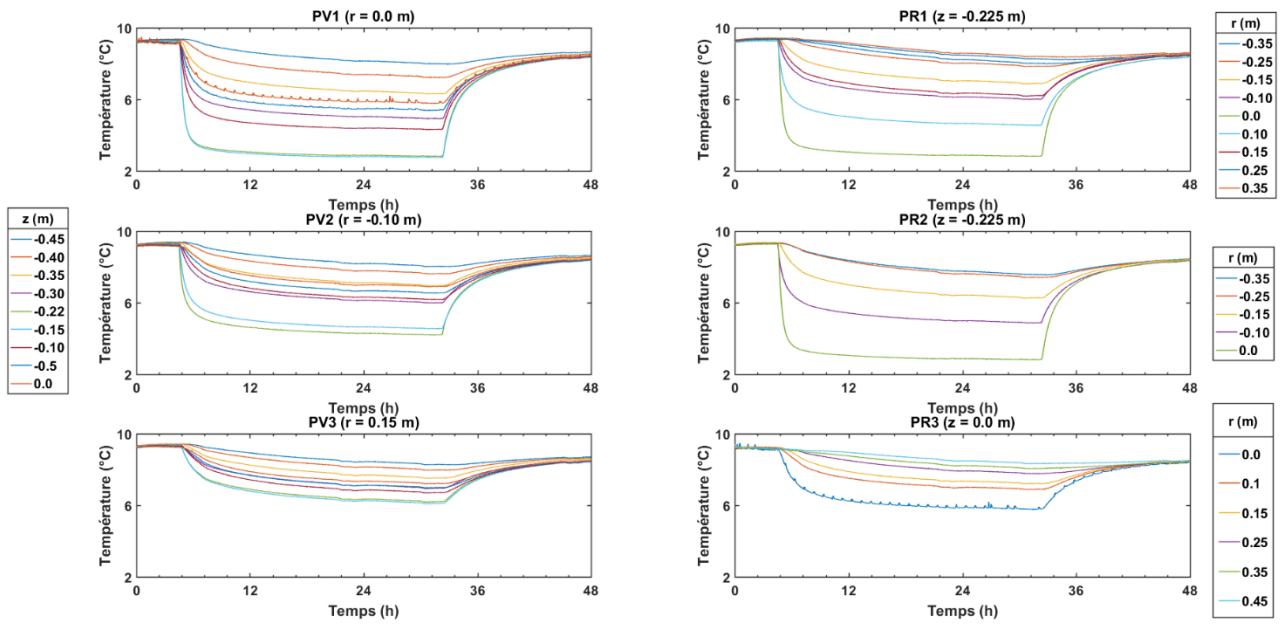 PV1 (r = 0.0 m)
10
6
2
Température (°C)
0 12 24 36 48
Temps (h)
PR1 (z = -0.225 m)
10
6
2
Température (°C)
0 12 24 36 48
Temps (h)
r (m)
-0.35
-0.25
-0.15
-0.10
0.0
0.10
0.15
0.25
0.35
z (m)
-0.45
-0.40
-0.35
-0.30
-0.22
-0.15
-0.10
-0.5
0.0
PV2 (r = -0.10 m)
10
6
2
Température (°C)
0 12 24 36 48
Temps (h)
PR2 (z = -0.225 m)
10
6
2
Température (°C)
0 12 24 36 48
Temps (h)
r (m)
-0.35
-0.25
-0.15
-0.10
0.0
PV3 (r = 0.15 m)
10
6
2
Température (°C)
0 12 24 36 48
Temps (h)
PR3 (z = 0.0 m)
10
6
2
Température (°C)
0 12 24 36 48
Temps (h)
r (m)
0.0
0.1
0.15
0.25
0.35
0.45